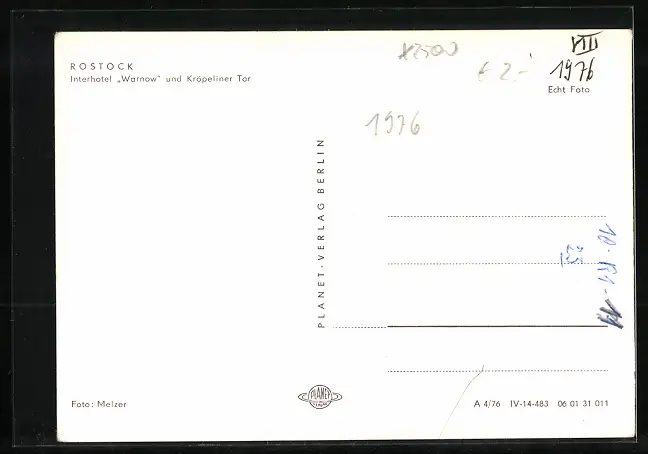 ROSTOCK
Interhotel „Warnow" und Kröpeliner Tor
VIII
1976
€ 2.-
Echt Foto
1976
PLANET-VERLAG BERLIN
Foto: Melzer
PLANET
A 4/76 IV-14-483 06 01 31 011